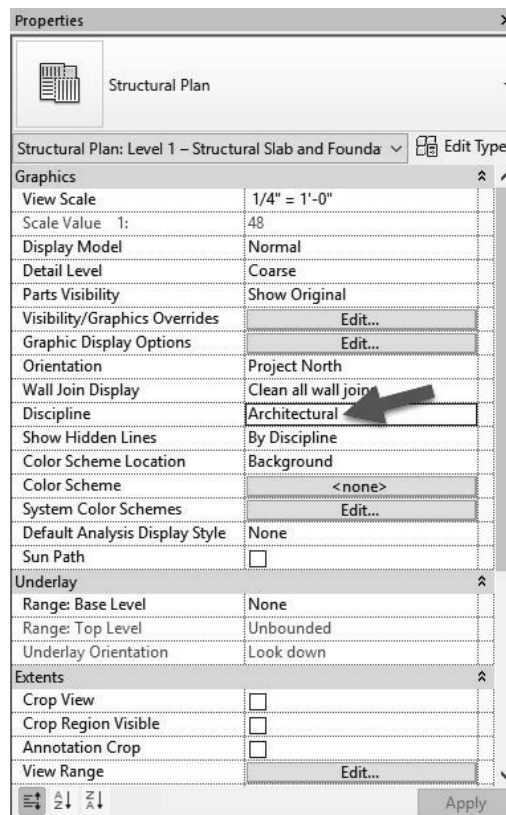 Properties
Structural Plan
Structural Plan: Level 1 – Structural Slab and Founda Edit Type
Graphics
View Scale 1/4" = 1'-0"
Scale Value 1: 48
Display Model Normal
Detail Level Coarse
Parts Visibility Show Original
Visibility/Graphics Overrides Edit...
Graphic Display Options Edit...
Orientation Project North
Wall Join Display Clean all wall joins
Discipline Architectural
Show Hidden Lines By Discipline
Color Scheme Location Background
Color Scheme <none>
System Color Schemes Edit...
Default Analysis Display Style None
Sun Path
Underlay
Range: Base Level None
Range: Top Level Unbounded
Underlay Orientation Look down
Extents
Crop View
Crop Region Visible
Annotation Crop
View Range Edit...
Apply